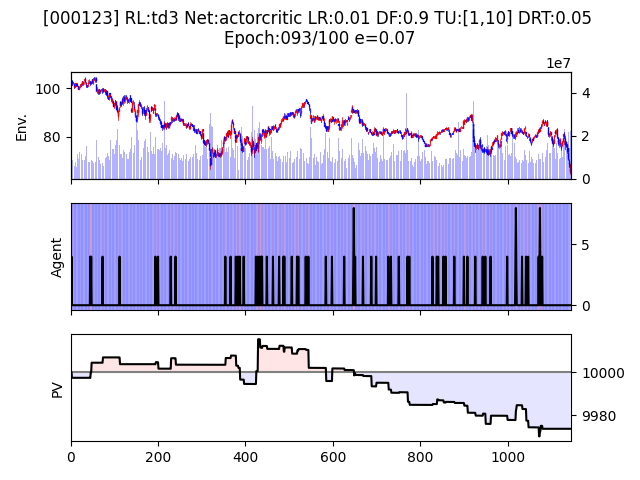 [000123] RL:td3 Net:actorcritic LR:0.01 DF:0.9 TU:[1,10] DRT:0.05
Epoch:093/100 e=0.07
1e7
100
80
Env.
4
2
0
Agent
5
0
PV
10000
9980
0 200 400 600 800 1000